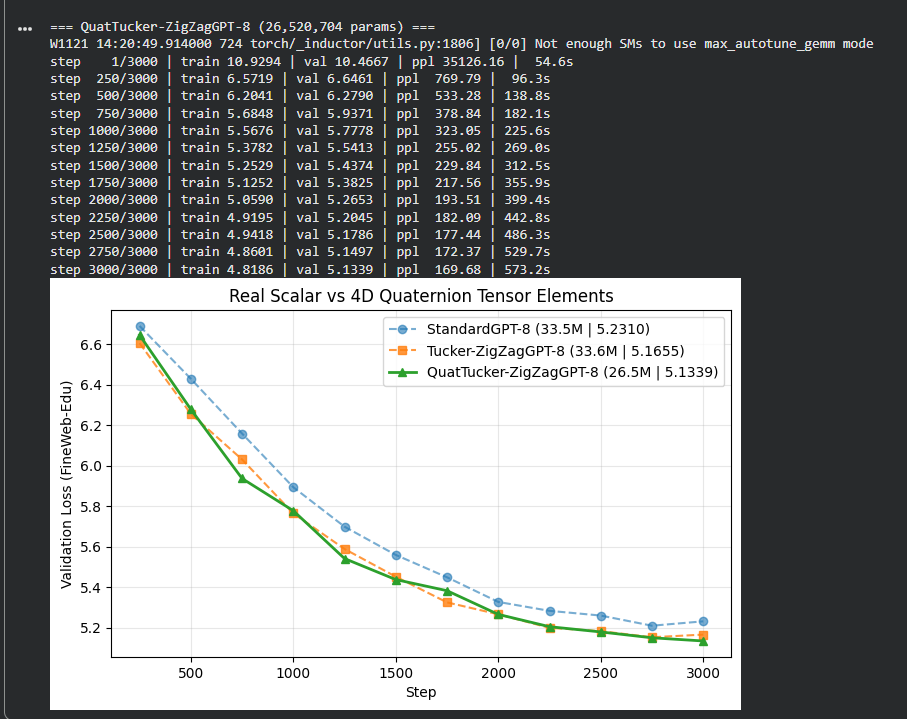 === QuatTucker-ZigZagGPT-8 (26,520,704 params) ===
W1121 14:20:49.914000 724 torch/_inductor/utils.py:1806] [0/0] Not enough SMs to use max_autotune_gemm mode
step    1/3000 | train 10.9294 | val 10.4667 | ppl 35126.16 |  54.6s
step  250/3000 | train 6.5719 | val 6.6461 | ppl  769.79 |  96.3s
step  500/3000 | train 6.2041 | val 6.2790 | ppl  533.28 | 138.8s
step  750/3000 | train 5.6848 | val 5.9371 | ppl  378.84 | 182.1s
step 1000/3000 | train 5.5676 | val 5.7778 | ppl  323.05 | 225.6s
step 1250/3000 | train 5.3782 | val 5.5413 | ppl  255.02 | 269.0s
step 1500/3000 | train 5.2529 | val 5.4374 | ppl  229.84 | 312.5s
step 1750/3000 | train 5.1252 | val 5.3825 | ppl  217.56 | 355.9s
step 2000/3000 | train 5.0590 | val 5.2653 | ppl  193.51 | 399.4s
step 2250/3000 | train 4.9195 | val 5.2045 | ppl  182.09 | 442.8s
step 2500/3000 | train 4.9418 | val 5.1786 | ppl  177.44 | 486.3s
step 2750/3000 | train 4.8601 | val 5.1497 | ppl  172.37 | 529.7s
step 3000/3000 | train 4.8186 | val 5.1339 | ppl  169.68 | 573.2s
Real Scalar vs 4D Quaternion Tensor Elements
StandardGPT-8 (33.5M | 5.2310)
Tucker-ZigZagGPT-8 (33.6M | 5.1655)
QuatTucker-ZigZagGPT-8 (26.5M | 5.1339)
Validation Loss (FineWeb-Edu)
6.6
6.4
6.2
6.0
5.8
5.6
5.4
5.2
500 1000 1500 2000 2500 3000
Step